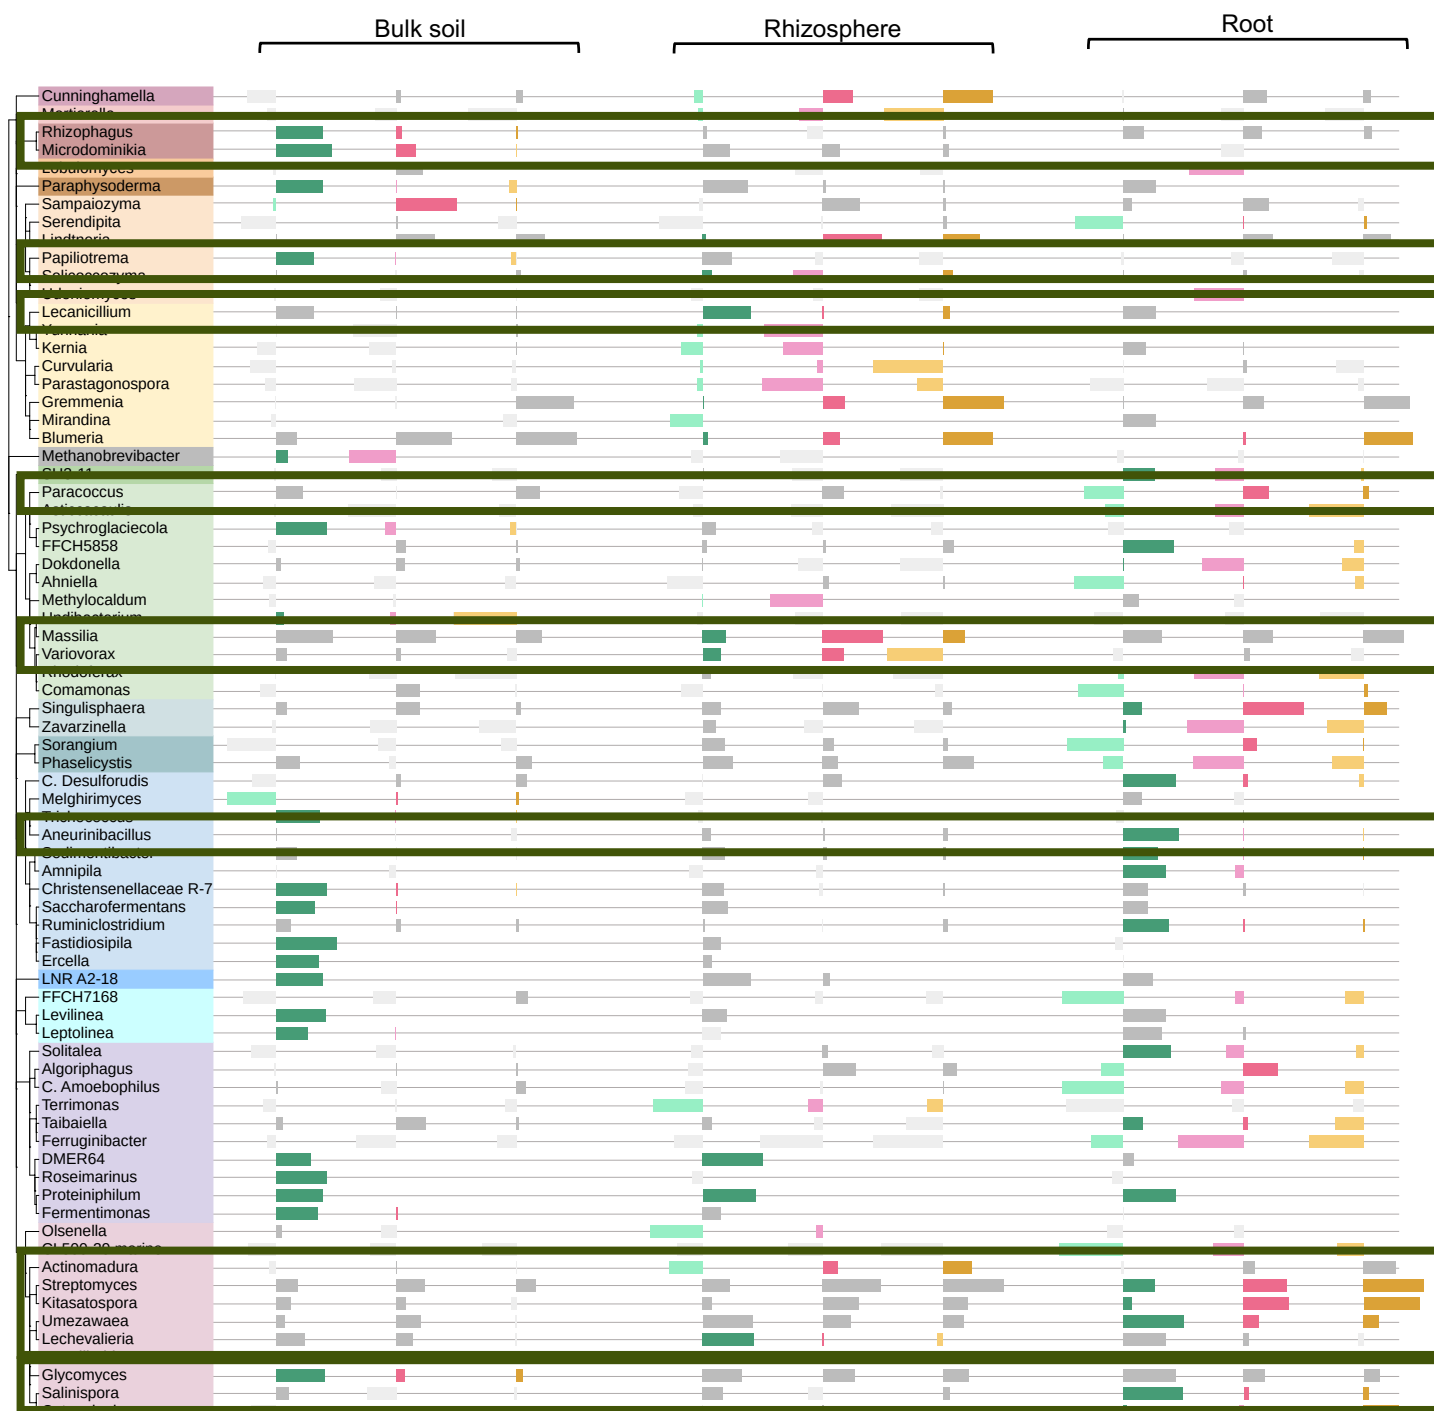 Bulk soil
Rhizosphere
Root
Cunninghamella
Rhizophagus
Microdominikia
Paraphysoderma
Sampaiozyma
Serendipita
Papiliotrema
Lecanicillium
Kernia
Curvularia
Parastagonospora
Gremmenia
Mirandina
Blumeria
Methanobrevibacter
Paracoccus
Psychroglaciecola
FFCH5858
Dokdonella
Ahniella
Methylocaldum
Massilia
Variovorax
Comamonas
Singulisphaera
Zavarzinella
Sorangium
Phaselicystis
C. Desulforudis
Melghirimyces
Aneurinibacillus
Amnipila
Christensenellaceae R-7
Saccharofermentans
Ruminiclostridium
Fastidiosipila
Ercella
LNR A2-18
FFCH7168
Levilinea
Leptolinea
Solitalea
Algoriphagus
C. Amoebophilus
Terrimonas
Taibaiella
Ferruginibacter
DMER64
Roseimarinus
Proteiniphilum
Fermentimonas
Olsenella
Actinomadura
Streptomyces
Kitasatospora
Umezawaea
Lechevalieria
Glycomyces
Salinispora